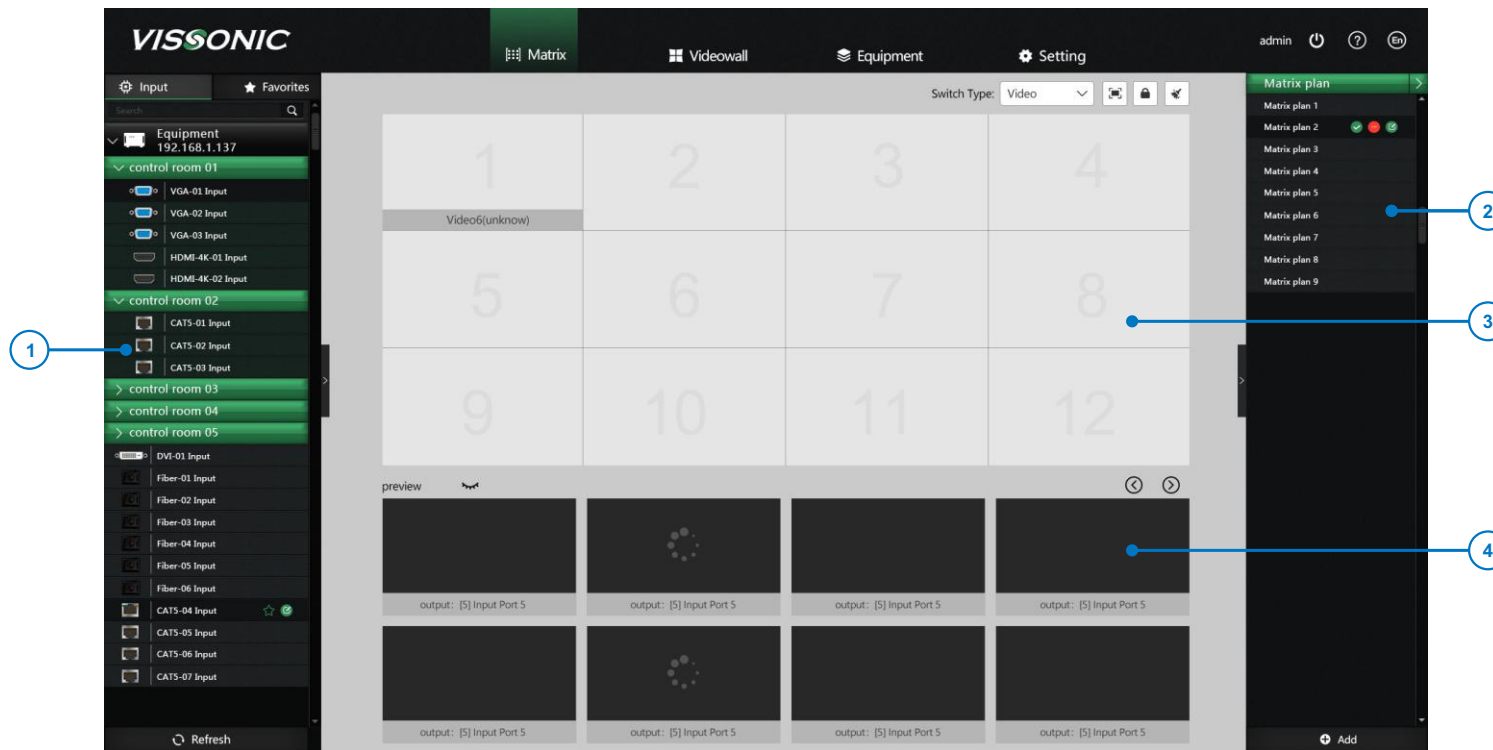 VISSONIC
Matrix
Videowall
Equipment
Setting
admin
En
Input
Favorites
Search
Equipment
192.168.1.137
control room 01
VGA-01 Input
VGA-02 Input
VGA-03 Input
HDMI-4K-01 Input
HDMI-4K-02 Input
control room 02
CAT5-01 Input
CAT5-02 Input
CAT5-03 Input
control room 03
control room 04
control room 05
DVI-01 Input
Fiber-01 Input
Fiber-02 Input
Fiber-03 Input
Fiber-04 Input
Fiber-05 Input
Fiber-06 Input
CAT5-04 Input
CAT5-05 Input
CAT5-06 Input
CAT5-07 Input
Refresh
1
Switch Type: Video
1 2 3 4
Video6(unknow)
5 6 7 8
9 10 11 12
preview
output: [5] Input Port 5
output: [5] Input Port 5
output: [5] Input Port 5
output: [5] Input Port 5
output: [5] Input Port 5
output: [5] Input Port 5
output: [5] Input Port 5
output: [5] Input Port 5
Matrix plan
Matrix plan 1
Matrix plan 2
Matrix plan 3
Matrix plan 4
Matrix plan 5
Matrix plan 6
Matrix plan 7
Matrix plan 8
Matrix plan 9
Add
2
3
4